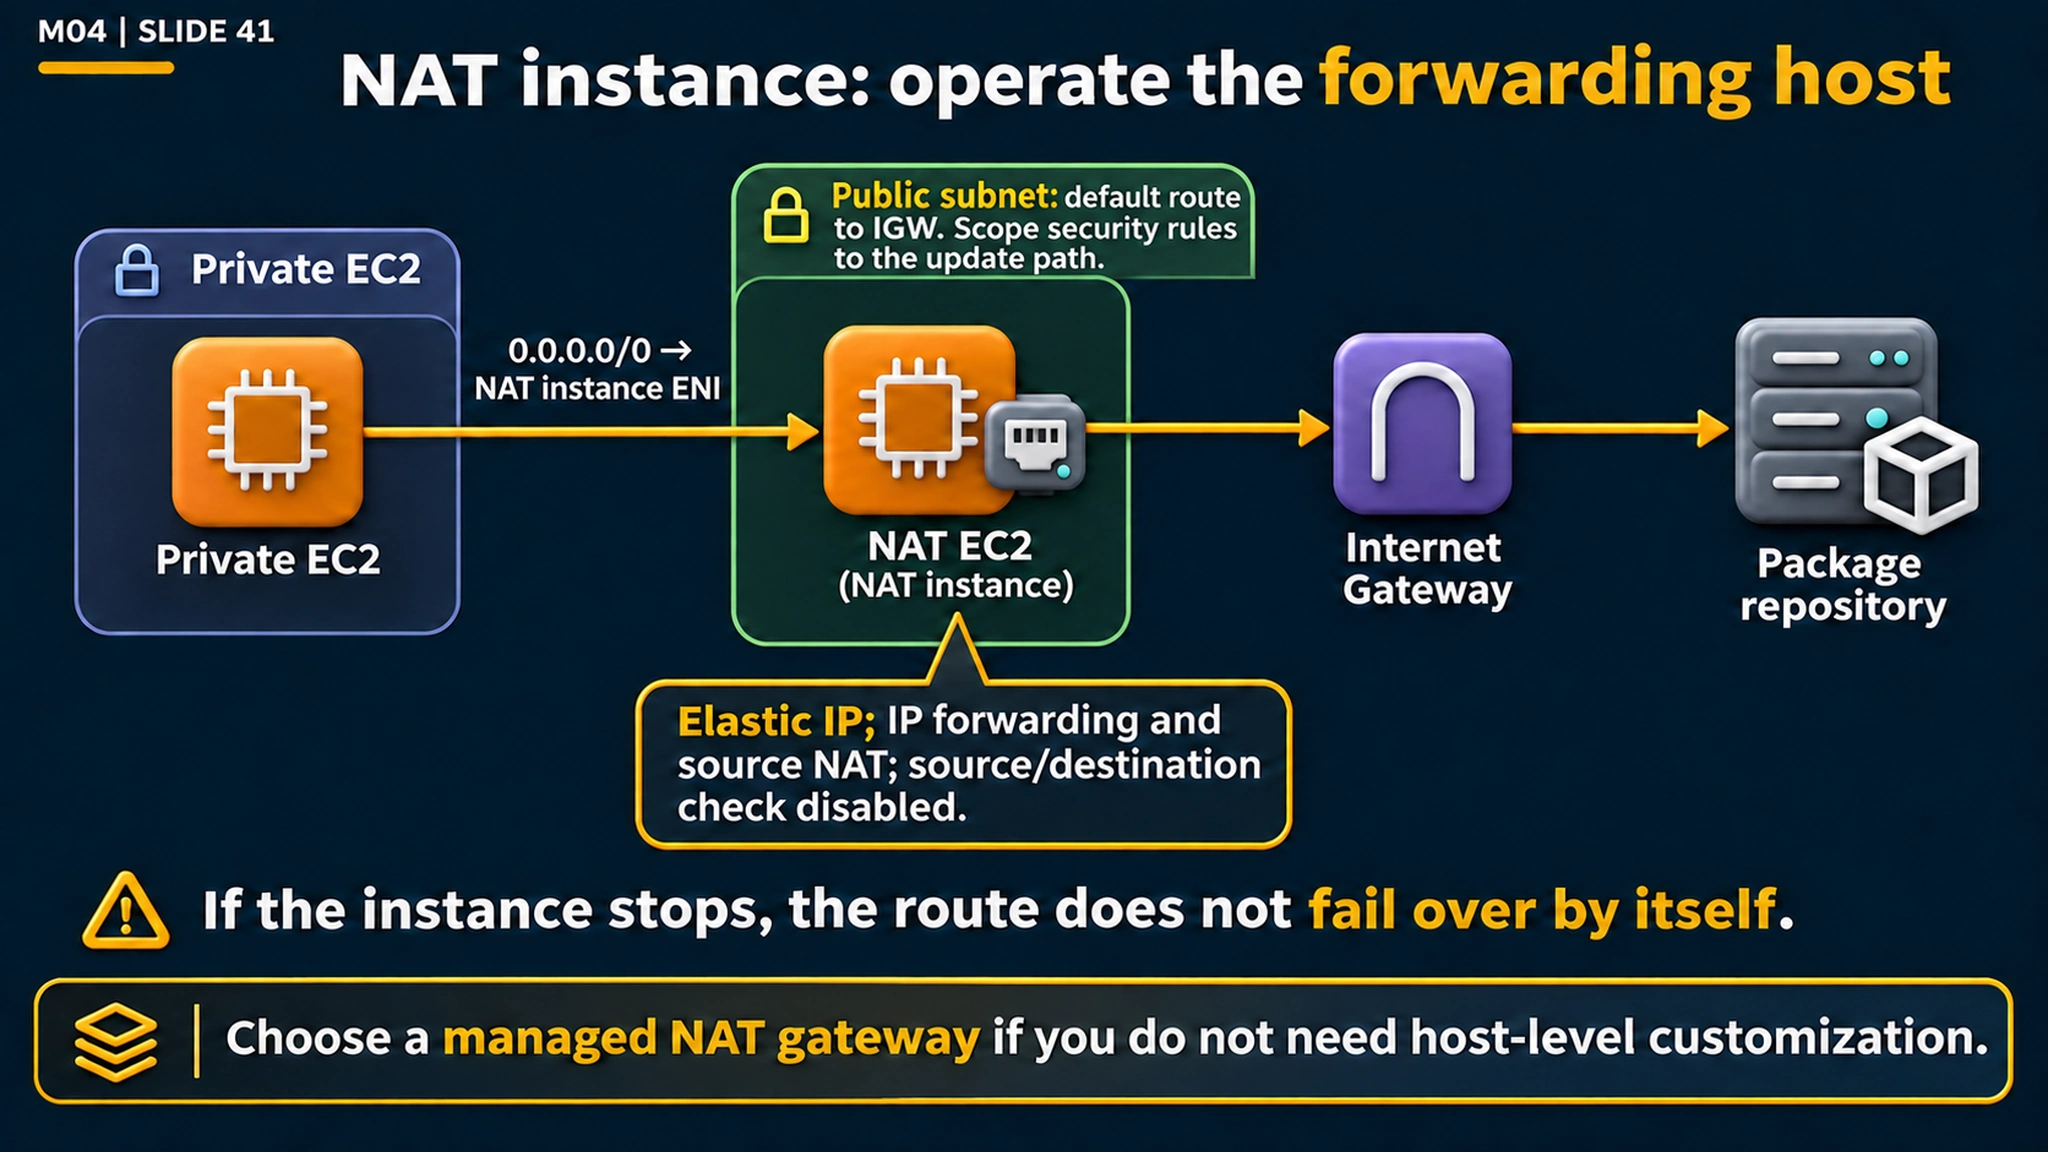 M04 | SLIDE 41
NAT instance: operate the forwarding host
Public subnet: default route
to IGW. Scope security rules
to the update path.
Private EC2
0.0.0.0/0 →
NAT instance ENI
Private EC2
NAT EC2
(NAT instance)
Internet
Gateway
Package
repository
Elastic IP; IP forwarding and
source NAT; source/destination
check disabled.
If the instance stops, the route does not fail over by itself.
Choose a managed NAT gateway if you do not need host-level customization.